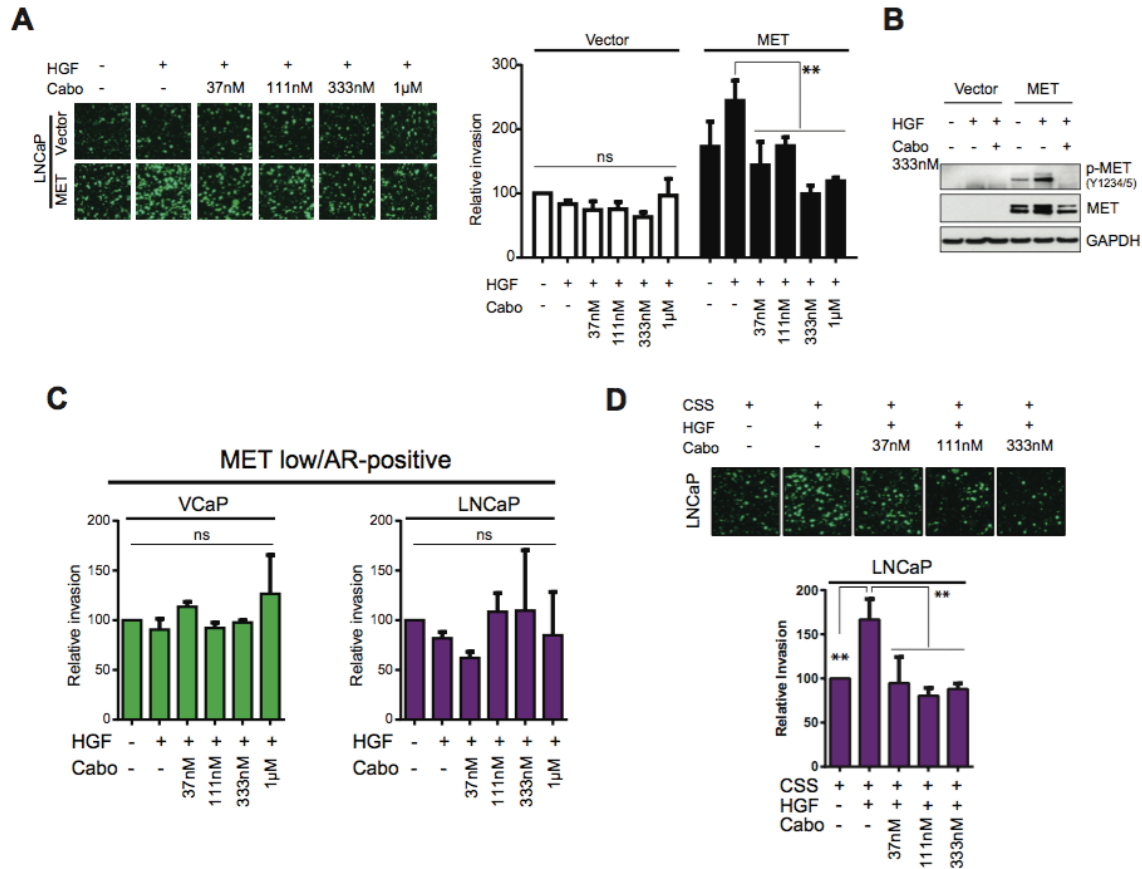 A
HGF - + + + + +
Cabo - - 37nM 111nM 333nM 1µM
LNCaP
Vector
MET
Vector MET
Relative invasion
300
200
100
0
ns
**
HGF - + + + + + - + + + + +
Cabo - - 37nM 111nM 333nM 1µM - - 37nM 111nM 333nM 1µM
B
Vector MET
HGF - + + - + +
Cabo - - + - - +
333nM
p-MET
(Y1234/5)
MET
GAPDH
C
MET low/AR-positive
VCaP
ns
Relative invasion
200
150
100
50
0
HGF - + + + + +
Cabo - - 37nM 111nM 333nM 1µM
LNCaP
ns
Relative invasion
200
150
100
50
0
HGF - + + + + +
Cabo - - 37nM 111nM 333nM 1µM
D
CSS + + + + +
HGF - + + + +
Cabo - - 37nM 111nM 333nM
LNCaP
LNCaP
Relative Invasion
200
150
100
50
0
**
**
CSS + + + + +
HGF - + + + +
Cabo - - 37nM 111nM 333nM